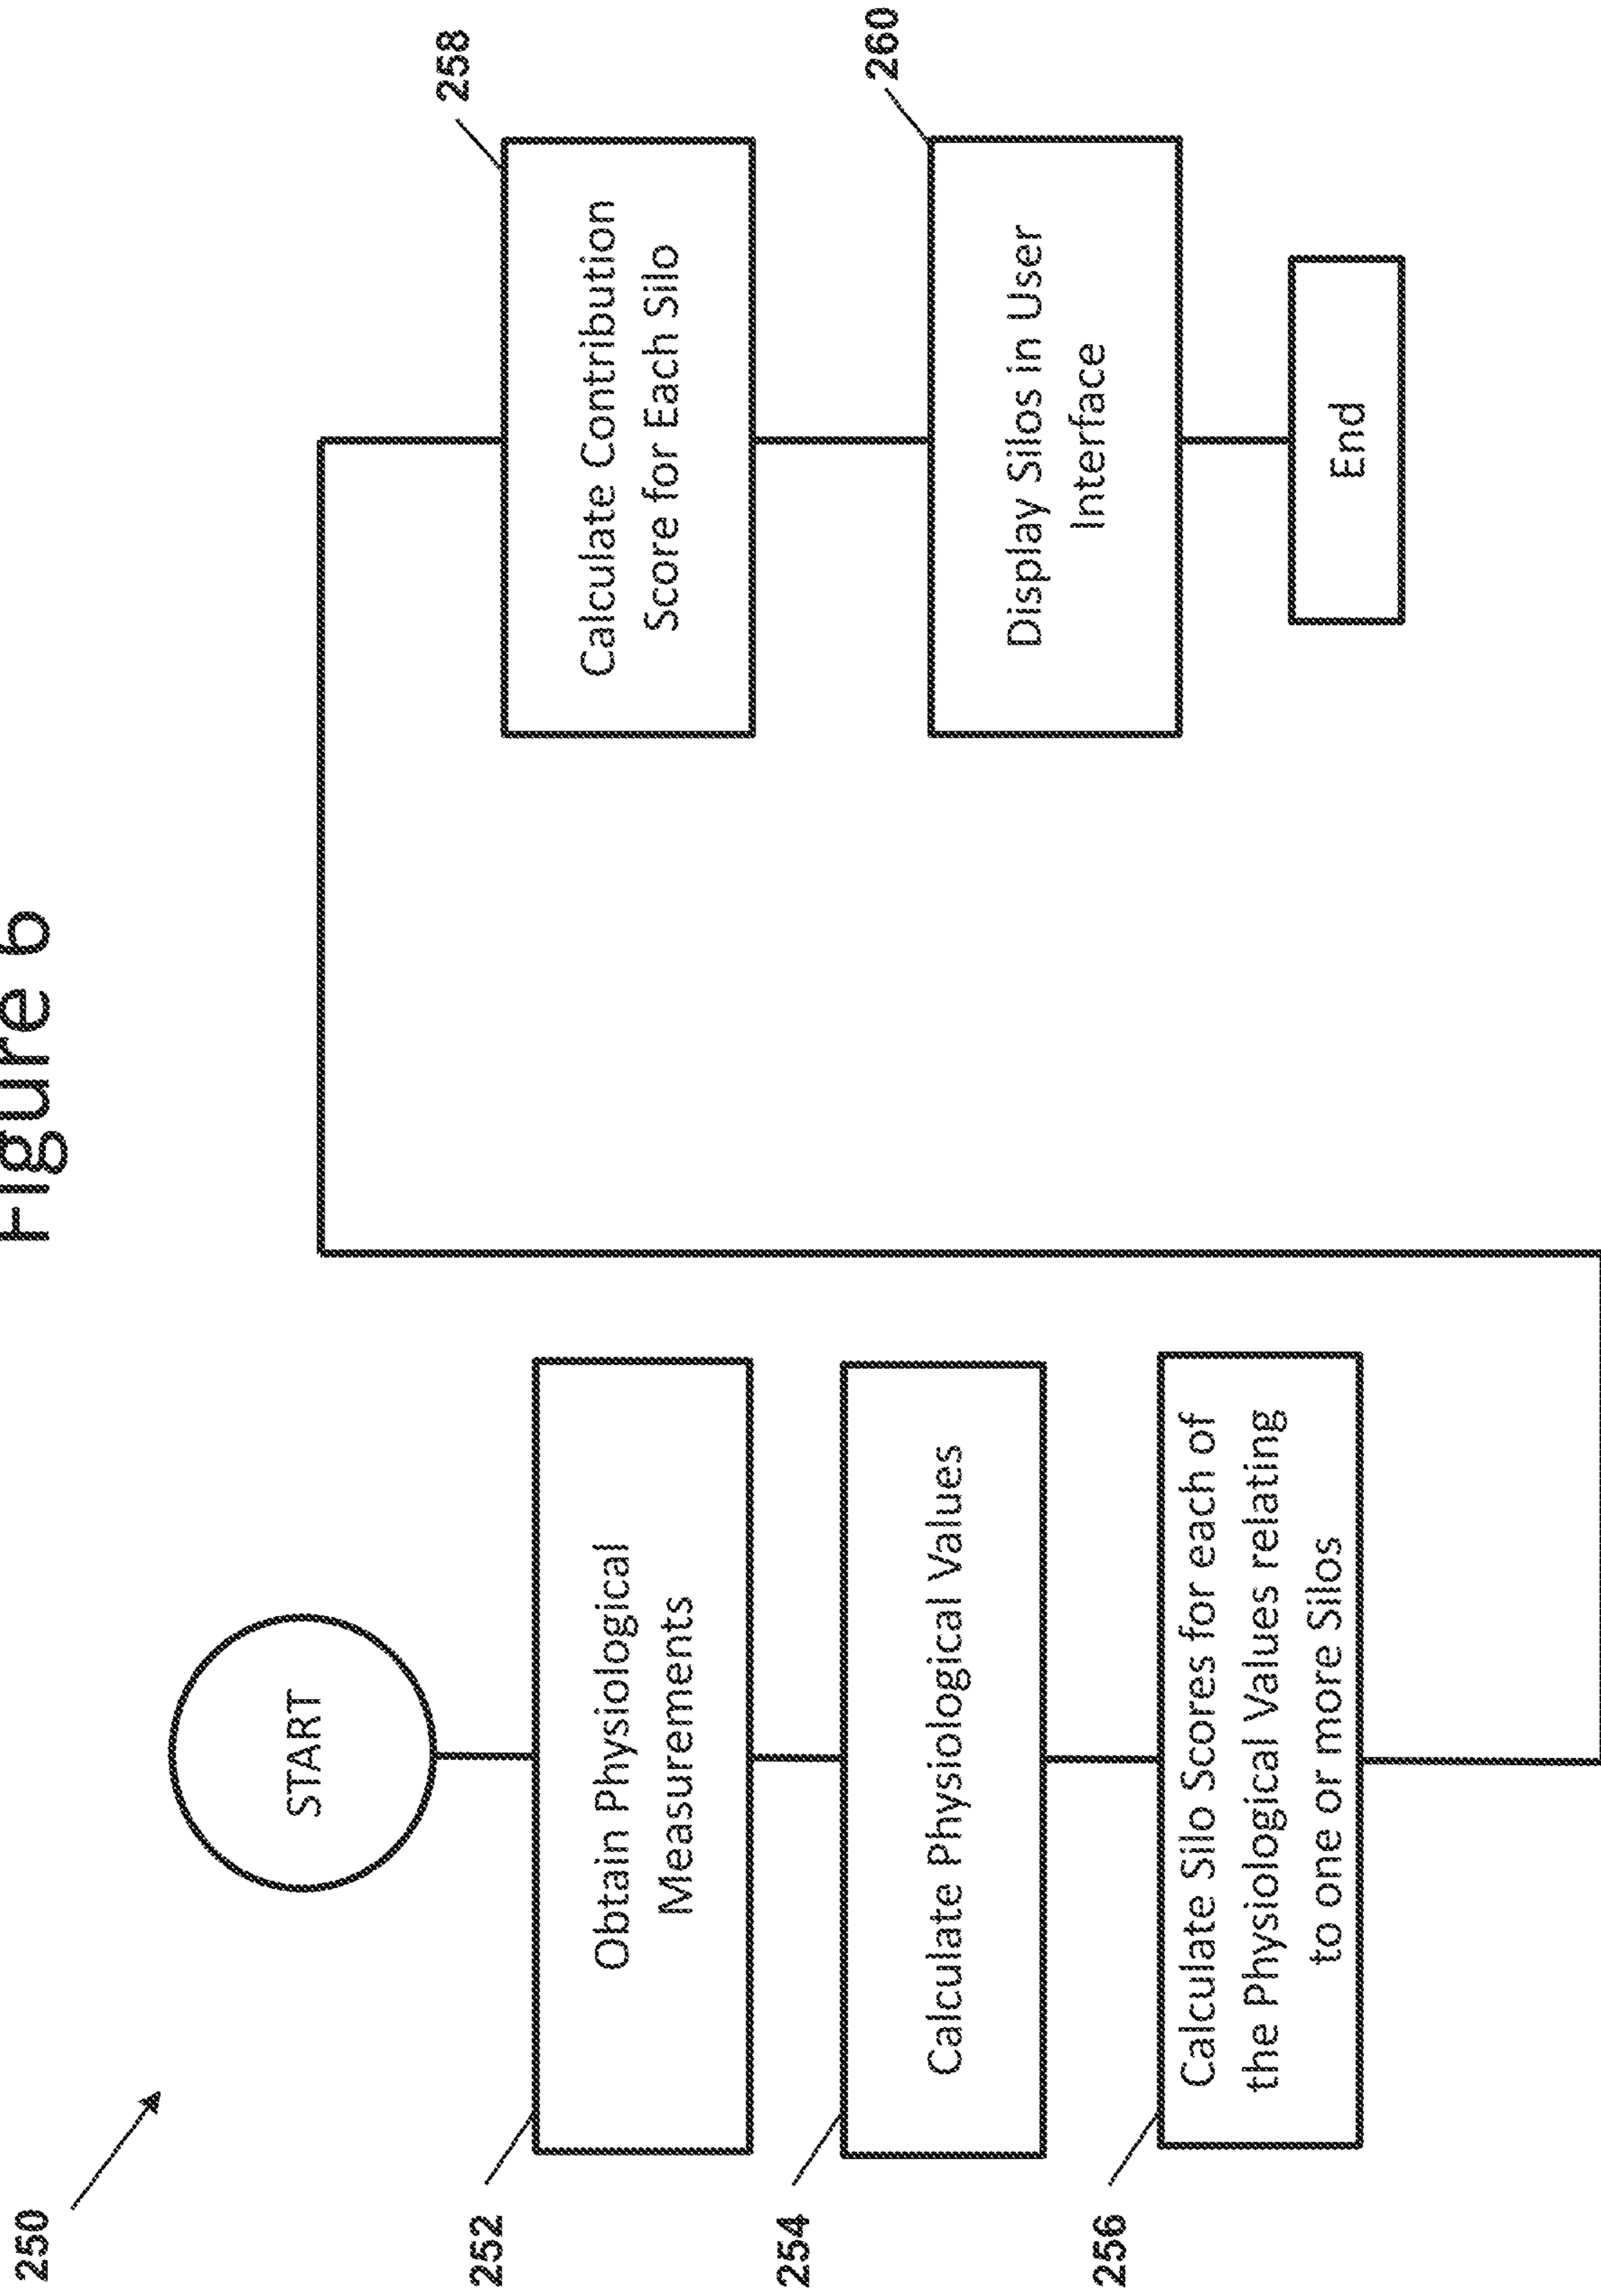 Figure 6
250
START
252
Obtain Physiological
Measurements
254
Calculate Physiological Values
256
Calculate Silo Scores for each of
the Physiological Values relating
to one or more Silos
258
Calculate Contribution
Score for Each Silo
260
Display Silos in User
Interface
End